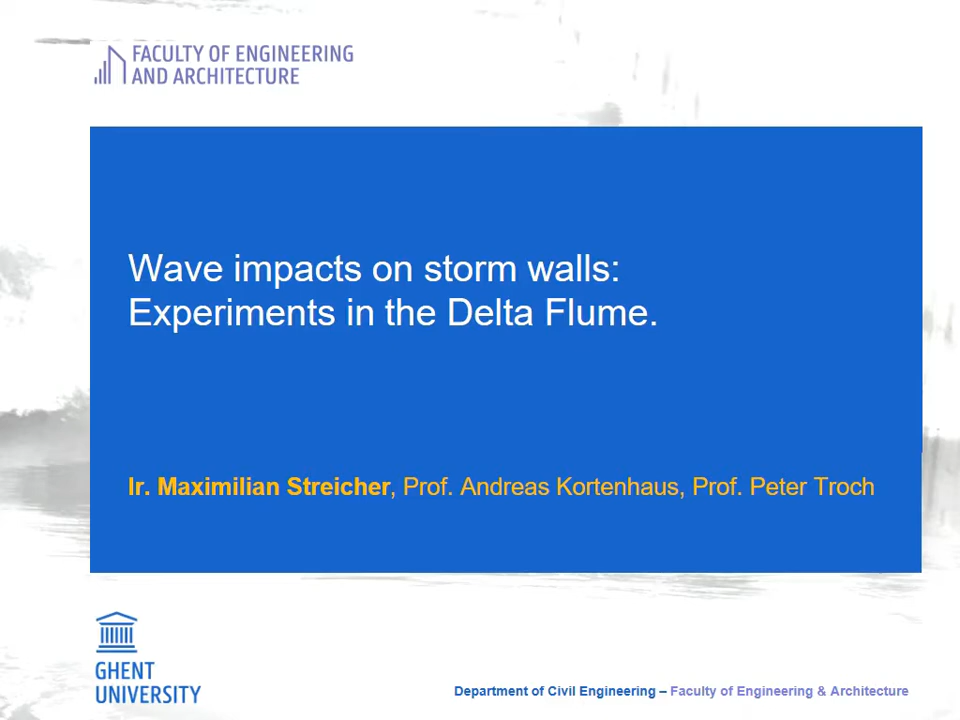 FACULTY OF ENGINEERING
AND ARCHITECTURE
Wave impacts on storm walls:
Experiments in the Delta Flume.
Ir. Maximilian Streicher, Prof. Andreas Kortenhaus, Prof. Peter Troch
GHENT
UNIVERSITY
Department of Civil Engineering – Faculty of Engineering & Architecture